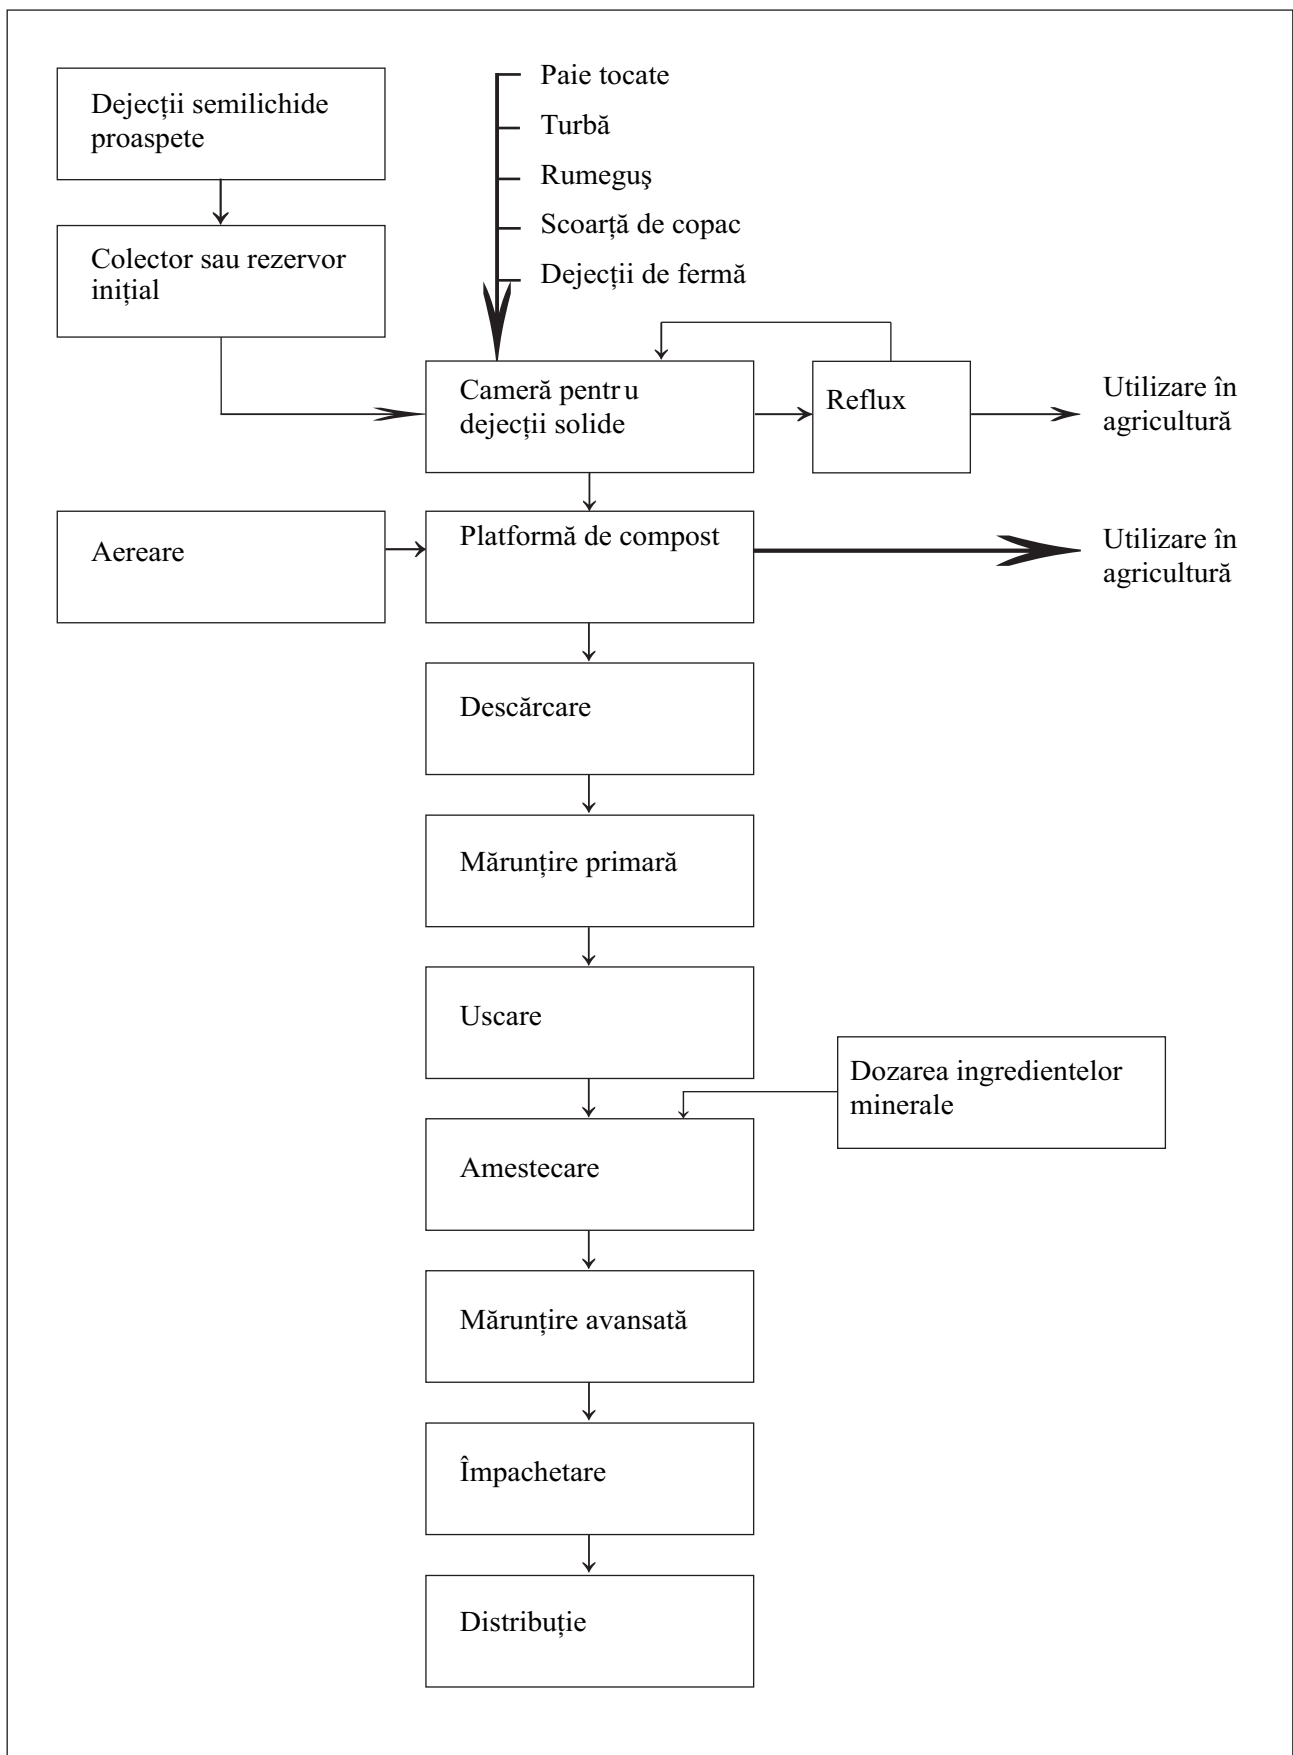 Dejecții semilichide
proaspete
Paie tocate
Turbă
Rumeguş
Scoarță de copac
Dejecții de fermă
Colector sau rezervor
inițial
Cameră pentru
dejecții solide
Reflux
Utilizare în
agricultură
Aereare
Platformă de compost
Utilizare în
agricultură
Descărcare
Mărunțire primară
Uscare
Dozarea ingredientelor
minerale
Amestecare
Mărunțire avansată
Împachetare
Distribuție